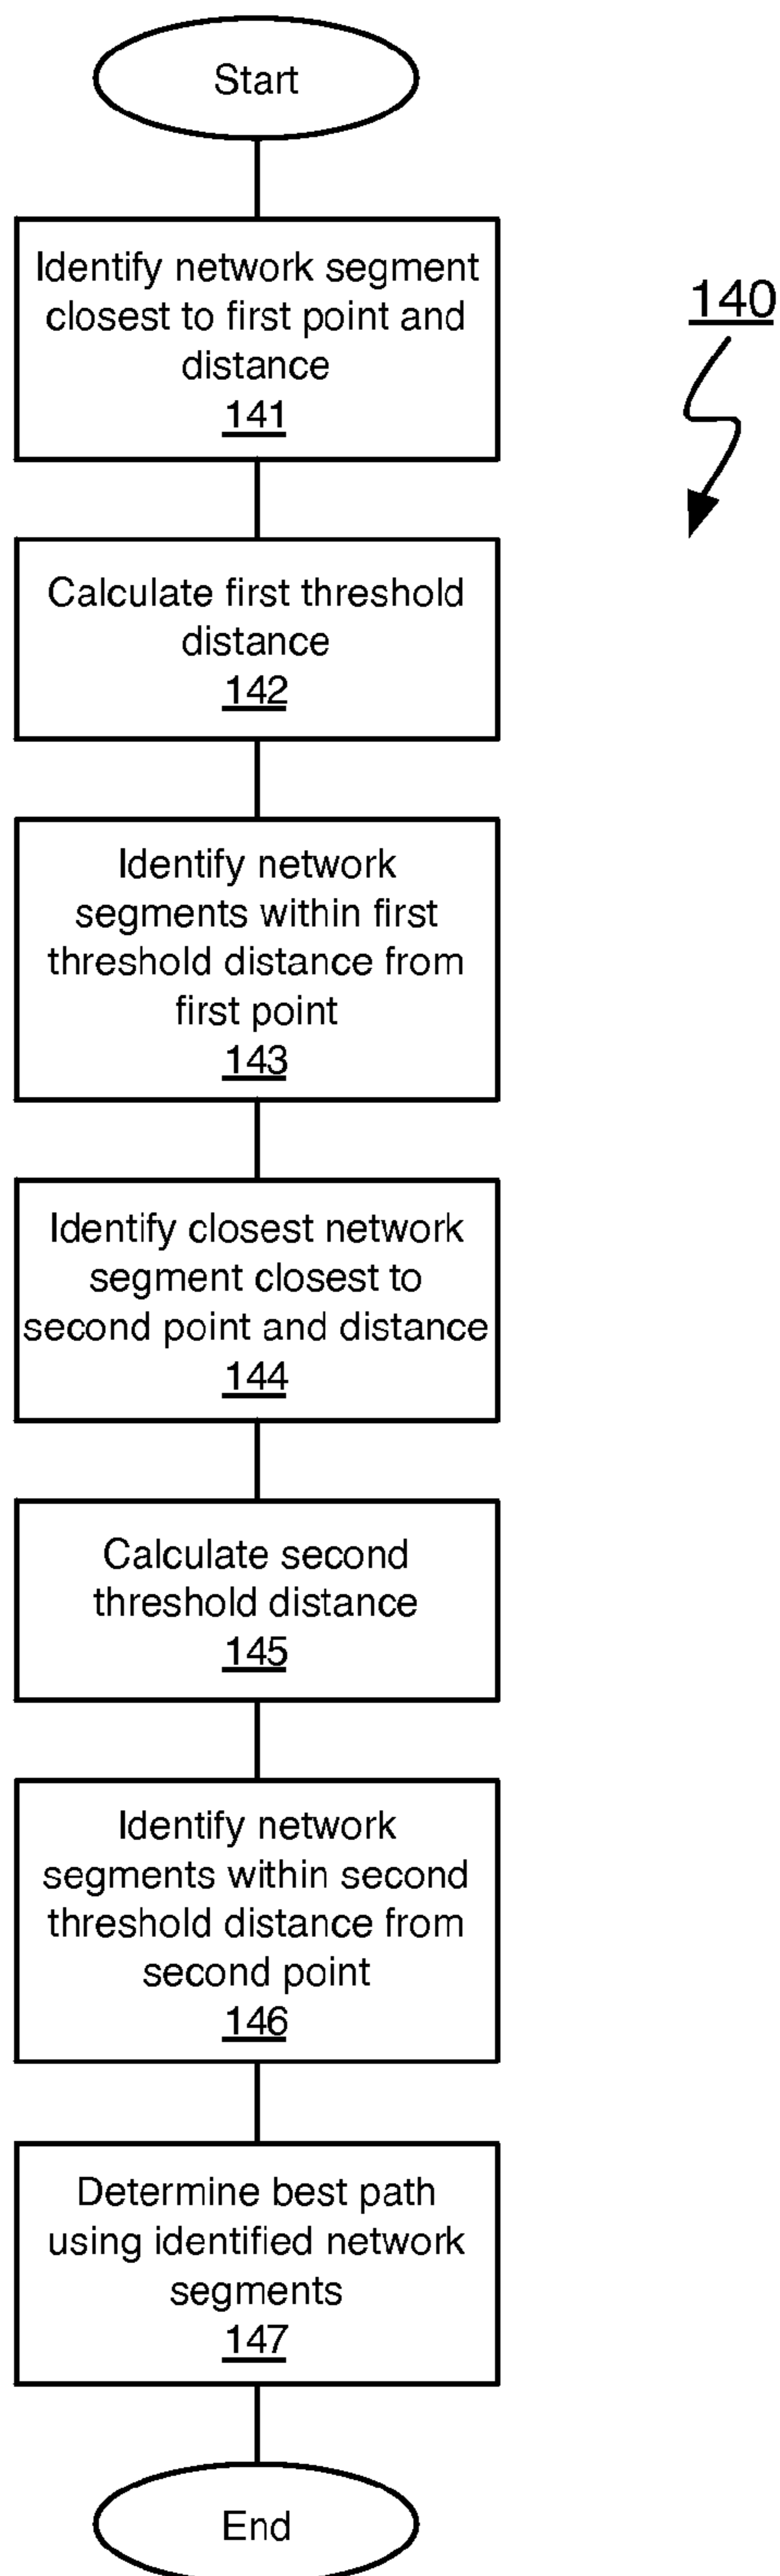 Start
Identify network segment
closest to first point and
distance
141
140
Calculate first threshold
distance
142
Identify network
segments within first
threshold distance from
first point
143
Identify closest network
segment closest to
second point and distance
144
Calculate second
threshold distance
145
Identify network
segments within second
threshold distance from
second point
146
Determine best path
using identified network
segments
147
End